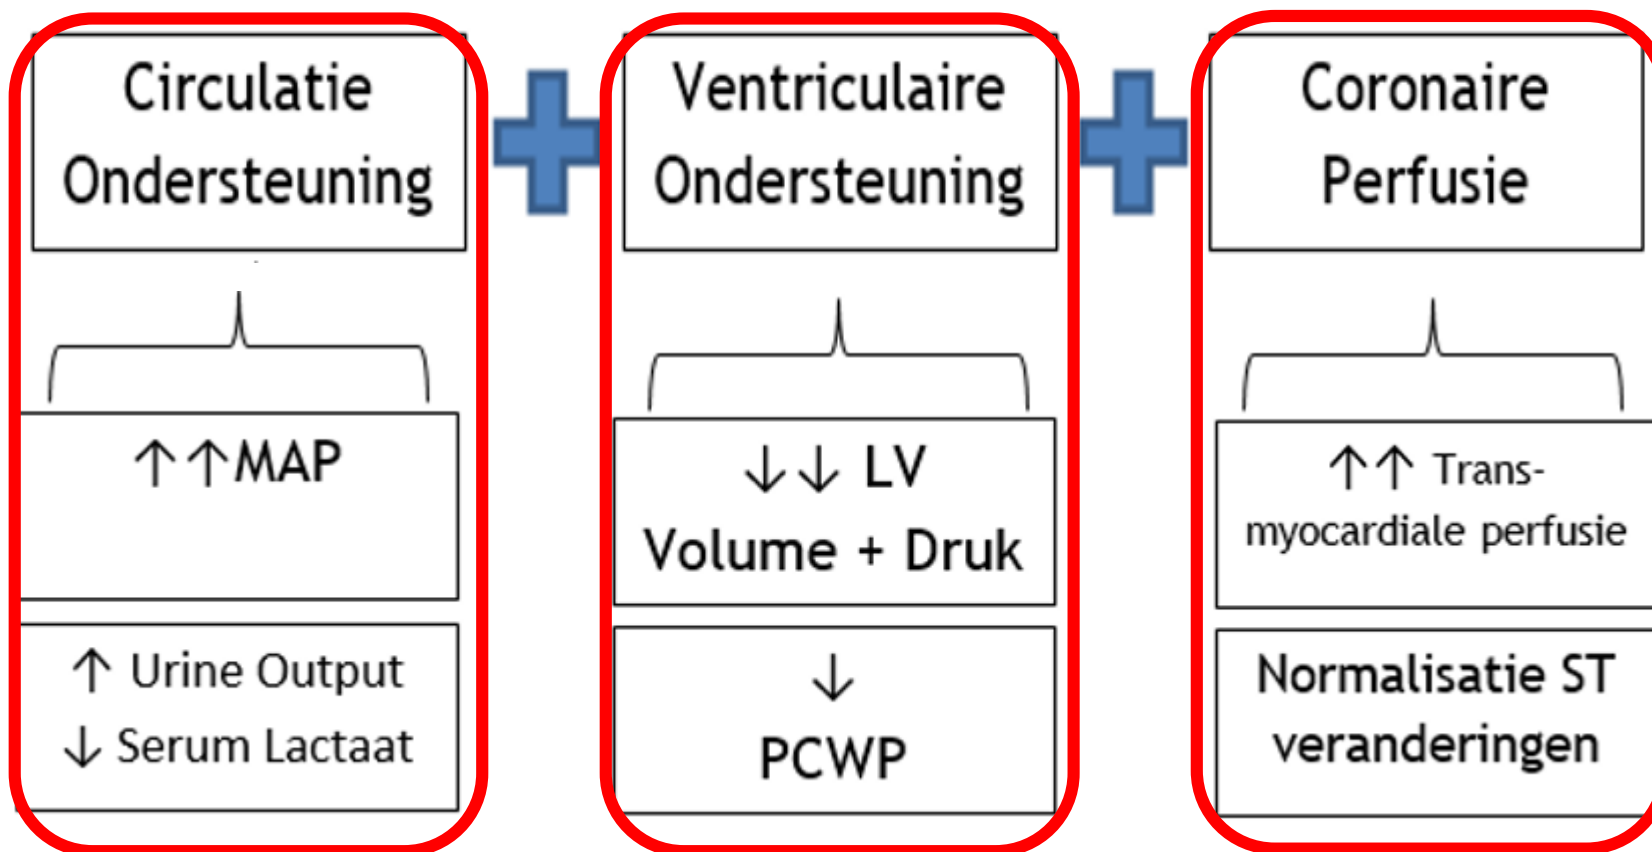 Circulatie
Ondersteuning
↑↑MAP
↑ Urine Output
↓ Serum Lactaat
Ventriculaire
Ondersteuning
↓↓ LV
Volume + Druk
↓
PCWP
Coronaire
Perfusie
↑↑ Trans-
myocardiale perfusie
Normalisatie ST
veranderingen